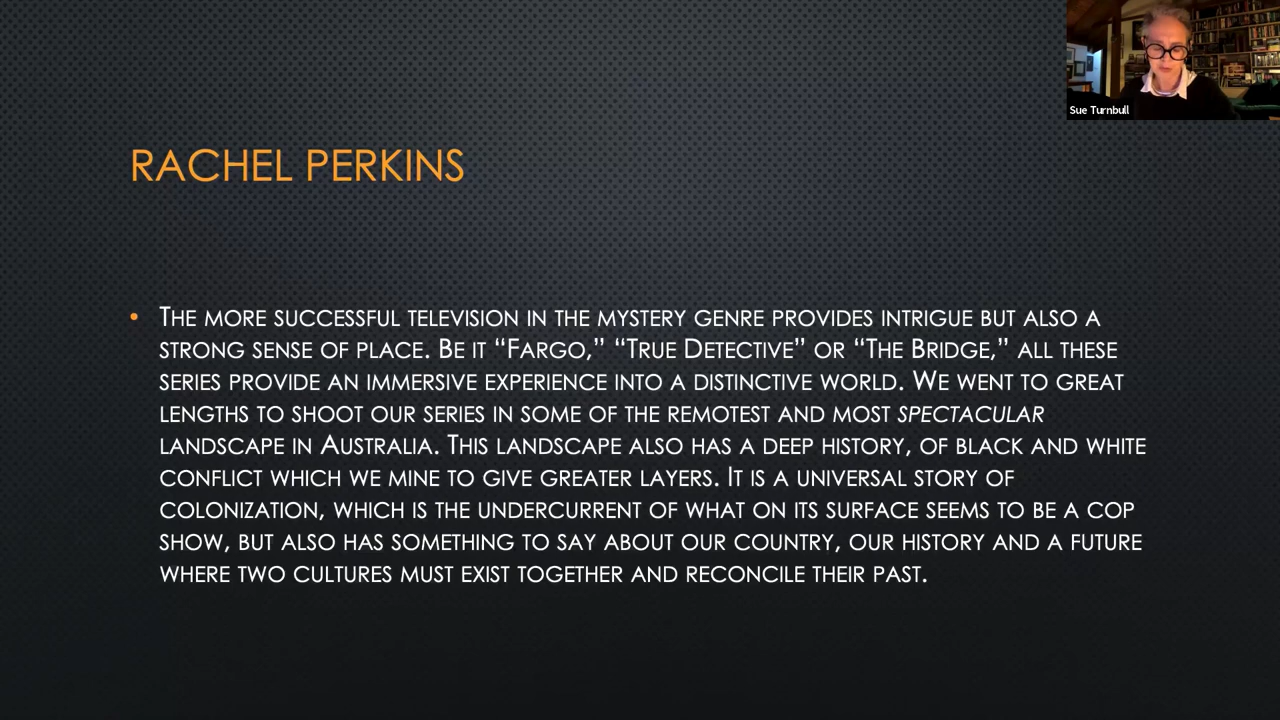 Sue Turnbull
RACHEL PERKINS
• THE MORE SUCCESSFUL TELEVISION IN THE MYSTERY GENRE PROVIDES INTRIGUE BUT ALSO A
STRONG SENSE OF PLACE. BE IT “FARGO,” “TRUE DETECTIVE” OR “THE BRIDGE,” ALL THESE
SERIES PROVIDE AN IMMERSIVE EXPERIENCE INTO A DISTINCTIVE WORLD. WE WENT TO GREAT
LENGTHS TO SHOOT OUR SERIES IN SOME OF THE REMOTEST AND MOST SPECTACULAR
LANDSCAPE IN AUSTRALIA. THIS LANDSCAPE ALSO HAS A DEEP HISTORY, OF BLACK AND WHITE
CONFLICT WHICH WE MINE TO GIVE GREATER LAYERS. IT IS A UNIVERSAL STORY OF
COLONIZATION, WHICH IS THE UNDERCURRENT OF WHAT ON ITS SURFACE SEEMS TO BE A COP
SHOW, BUT ALSO HAS SOMETHING TO SAY ABOUT OUR COUNTRY, OUR HISTORY AND A FUTURE
WHERE TWO CULTURES MUST EXIST TOGETHER AND RECONCILE THEIR PAST.